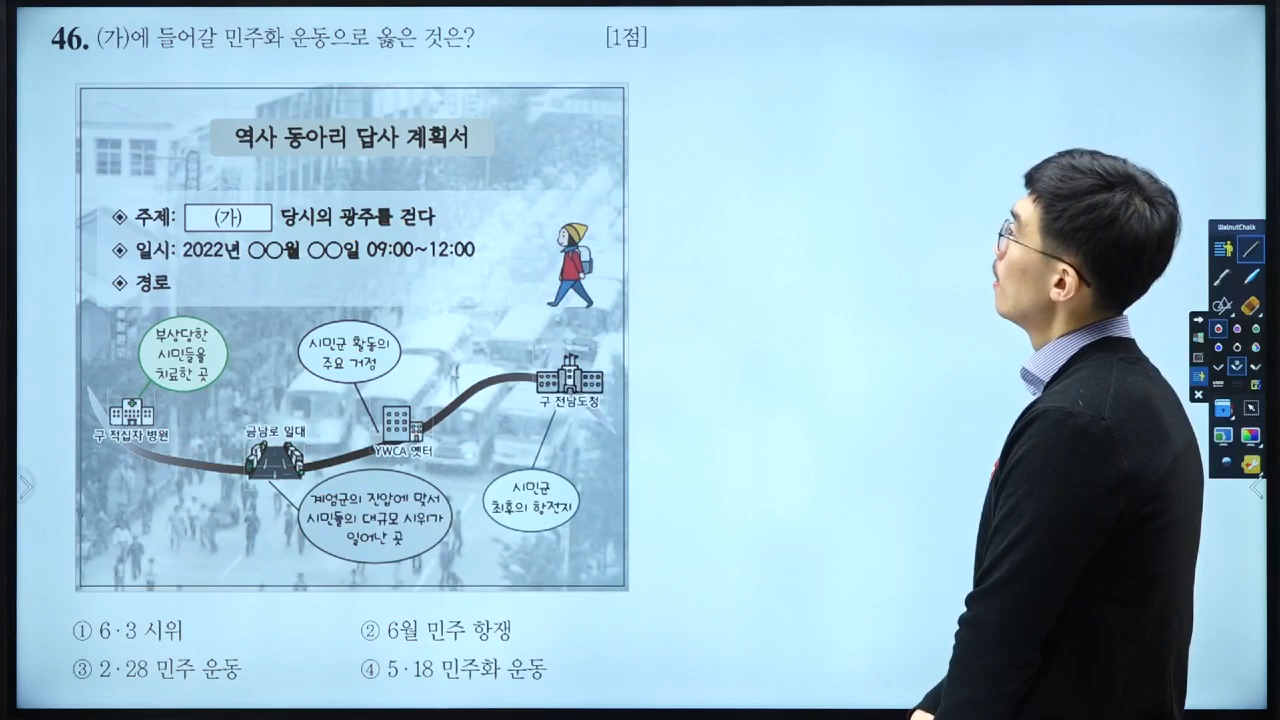 46. (가)에 들어갈 민주화 운동으로 옳은 것은? [1점]
역사 동아리 답사 계획서
◈ 주제: (가) 당시의 광주를 걷다
◈ 일시: 2022년 ○○월 ○○일 09:00~12:00
◈ 경로
부상당한
시민들을
치료한 곳
시민군 활동의
주요 거점
구 전남도청
구 적십자 병원
금남로 일대
YWCA 옛터
계엄군의 진압에 맞서
시민들의 대규모 시위가
일어난 곳
시민군
최후의 항전지
① 6·3 시위
② 6월 민주 항쟁
③ 2·28 민주 운동
④ 5·18 민주화 운동
WalnutChalk